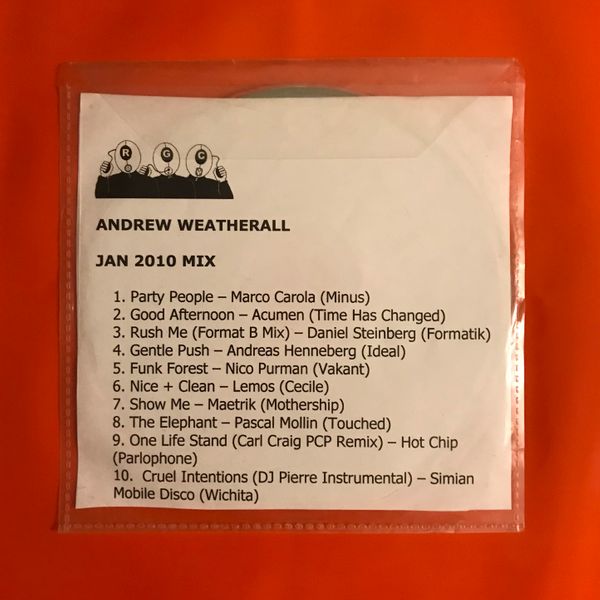 R G C
ANDREW WEATHERALL
JAN 2010 MIX
1. Party People – Marco Carola (Minus)
2. Good Afternoon – Acumen (Time Has Changed)
3. Rush Me (Format B Mix) – Daniel Steinberg (Formatik)
4. Gentle Push – Andreas Henneberg (Ideal)
5. Funk Forest – Nico Purman (Vakant)
6. Nice + Clean – Lemos (Cecile)
7. Show Me – Maetrik (Mothership)
8. The Elephant – Pascal Mollin (Touched)
9. One Life Stand (Carl Craig PCP Remix) – Hot Chip
(Parlophone)
10. Cruel Intentions (DJ Pierre Instrumental) – Simian
Mobile Disco (Wichita)